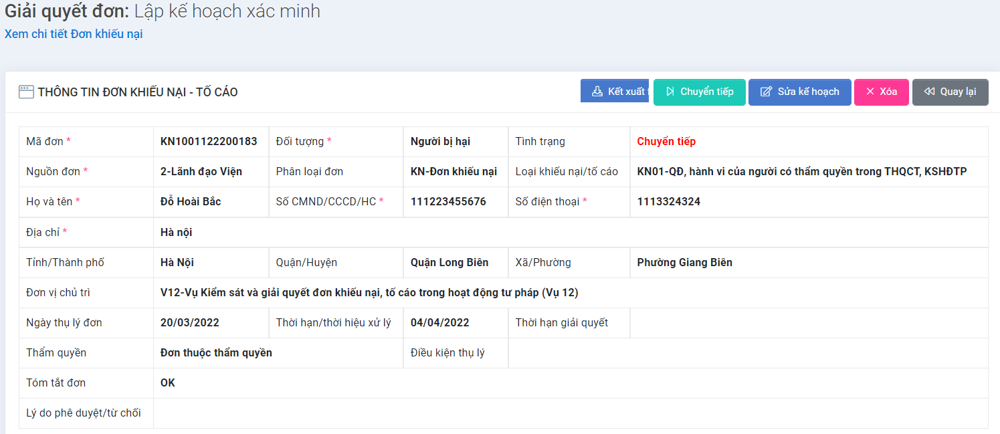 Giải quyết đơn: Lập kế hoạch xác minh
Xem chi tiết Đơn khiếu nại
THÔNG TIN ĐƠN KHIẾU NẠI - TỐ CÁO
Kết xuất Chuyển tiếp Sửa kế hoạch Xóa Quay lại
Mã đơn * KN1001122200183 Đối tượng * Người bị hại Tình trạng Chuyển tiếp
Nguồn đơn * 2-Lãnh đạo Viện Phân loại đơn KN-Đơn khiếu nại Loại khiếu nại/tố cáo KN01-QĐ, hành vi của người có thẩm quyền trong THQCT, KSHĐTP
Họ và tên * Đỗ Hoài Bắc Số CMND/CCCD/HC * 111223455676 Số điện thoại * 1113324324
Địa chỉ * Hà nội
Tỉnh/Thành phố Hà Nội Quận/Huyện Quận Long Biên Xã/Phường Phường Giang Biên
Đơn vị chủ trì V12-Vụ Kiểm sát và giải quyết đơn khiếu nại, tố cáo trong hoạt động tư pháp (Vụ 12)
Ngày thụ lý đơn 20/03/2022 Thời hạn/thời hiệu xử lý 04/04/2022 Thời hạn giải quyết
Thẩm quyền Đơn thuộc thẩm quyền Điều kiện thụ lý
Tóm tắt đơn OK
Lý do phê duyệt/từ chối